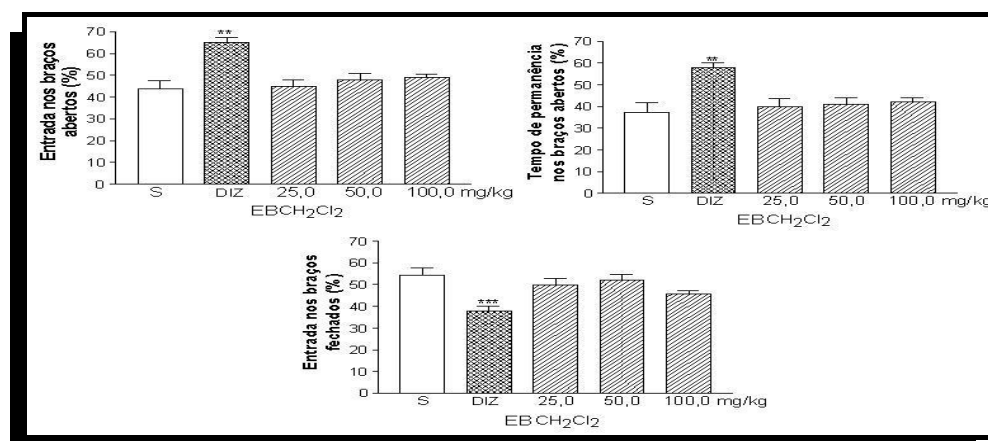 Entrada nos braços
abertos (%)
70
60
50
40
30
20
10
0
**
S DIZ 25,0 50,0 100,0 mg/kg
EBCH2Cl2
Tempo de permanência
nos braços abertos (%)
70
60
50
40
30
20
10
0
**
S DIZ 25,0 50,0 100,0 mg/kg
EBCH2Cl2
Entrada nos braços
fechados (%)
70
60
50
40
30
20
10
0
***
S DIZ 25,0 50,0 100,0 mg/kg
EBCH2Cl2